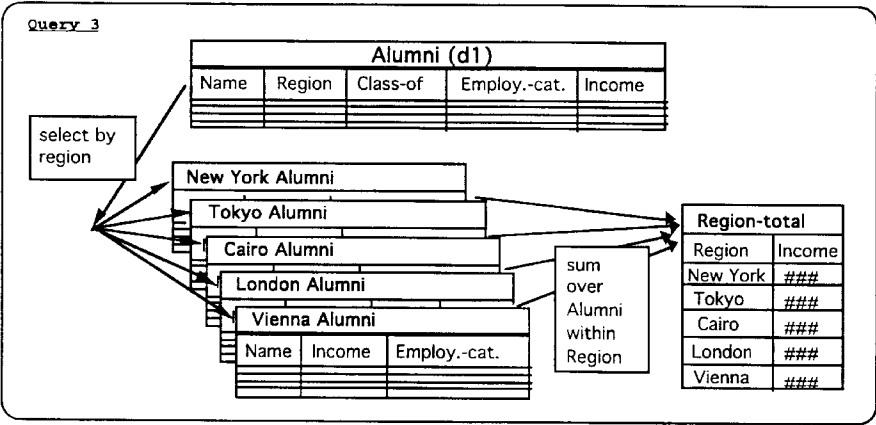 Query 3
Alumni (d1)
Name Region Class-of Employ.-cat. Income
select by
region
New York Alumni
Tokyo Alumni
Cairo Alumni
London Alumni
Vienna Alumni
Name Income Employ.-cat.
sum
over
Alumni
within
Region
Region-total
Region Income
New York ###
Tokyo ###
Cairo ###
London ###
Vienna ###